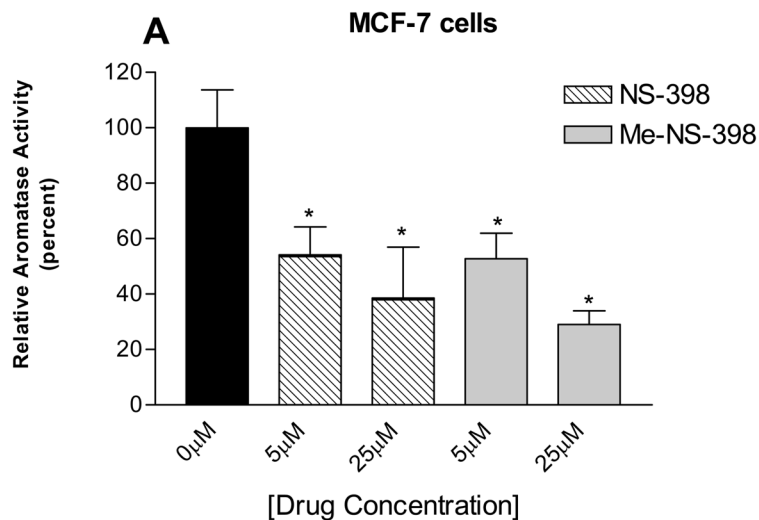 A
MCF-7 cells
Relative Aromatase Activity
(percent)
120
100
80
60
40
20
0
NS-398
Me-NS-398
*
*
*
*
0μM
5μM
25μM
5μM
25μM
[Drug Concentration]